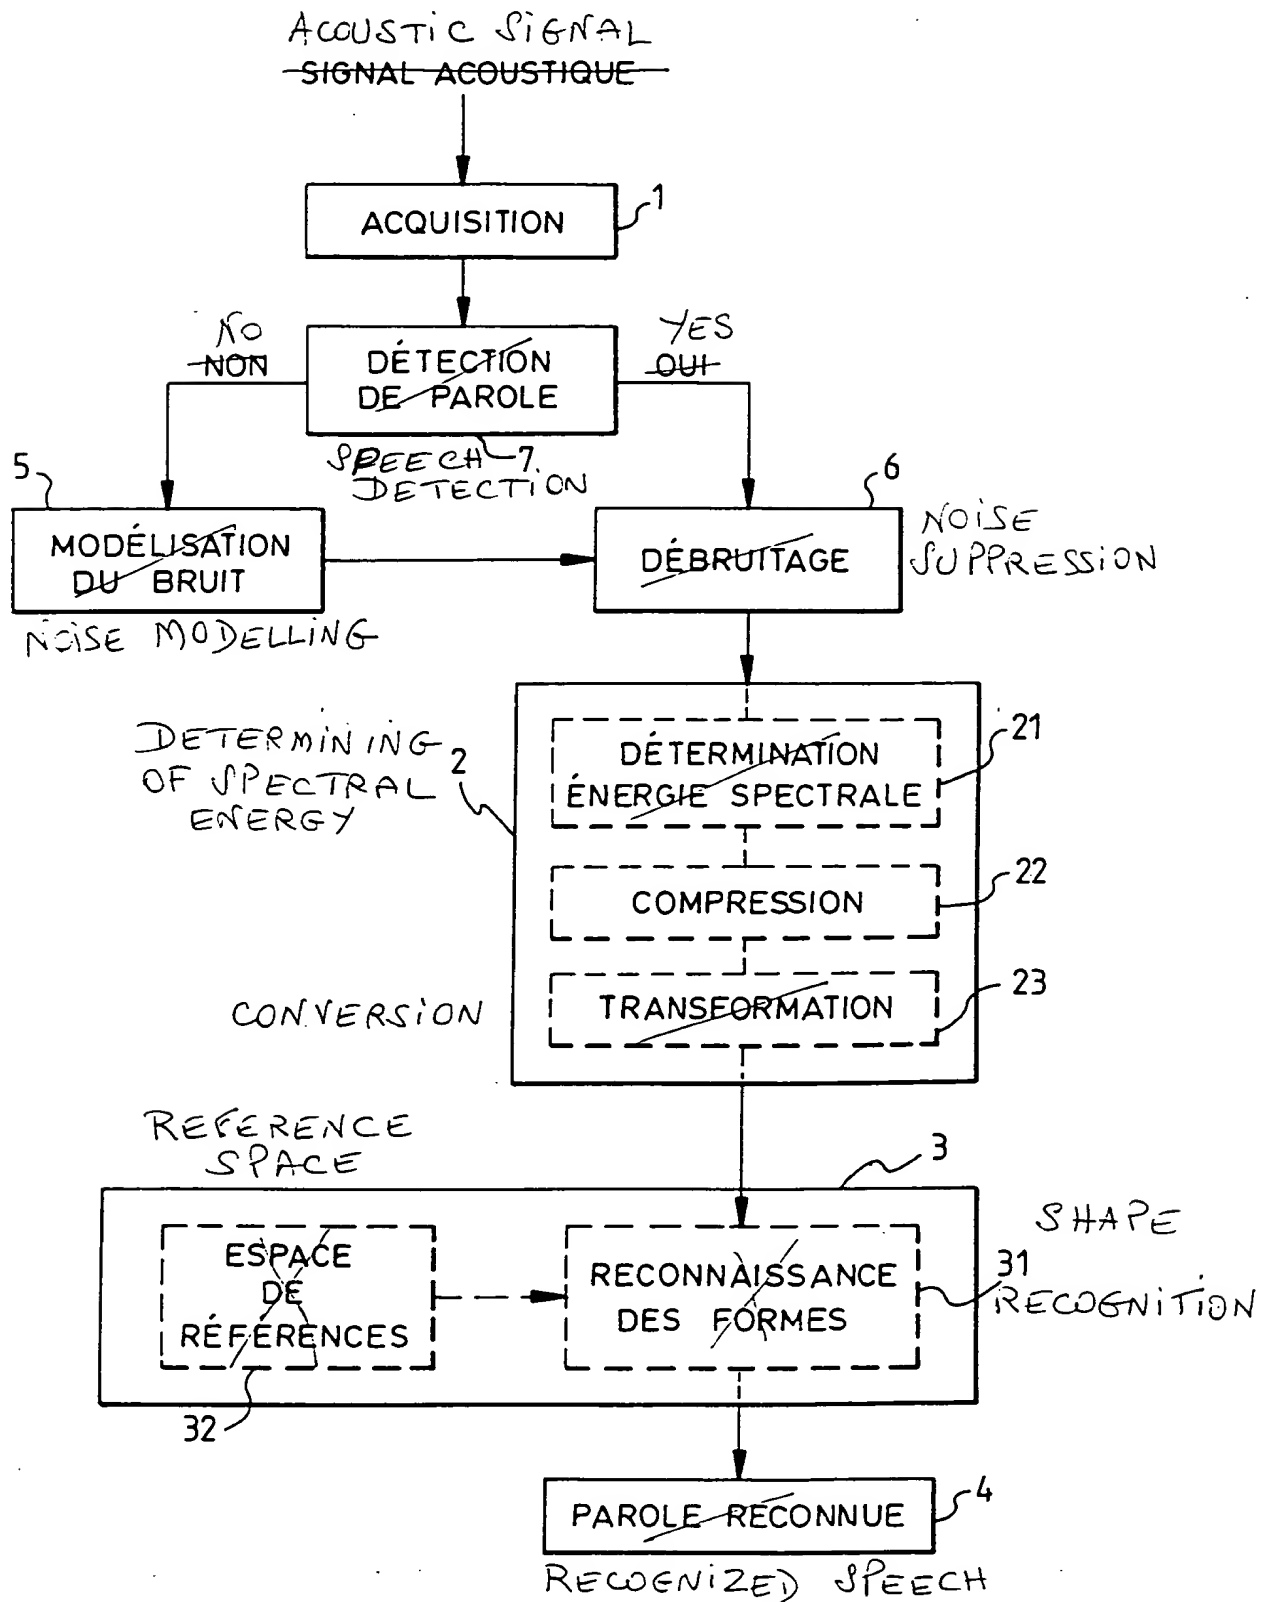 ACOUSTIC SIGNAL
SIGNAL ACOUSTIQUE
1
ACQUISITION
NO
NON
YES
OUI
DÉTECTION
DE PAROLE
7
SPEECH
DETECTION
5
MODÉLISATION
DU BRUIT
NOISE MODELLING
6
DÉBRUITAGE
NOISE
SUPPRESSION
DETERMINING
OF SPECTRAL
ENERGY
2
21
DÉTERMINATION
ÉNERGIE SPECTRALE
22
COMPRESSION
23
TRANSFORMATION
CONVERSION
REFERENCE
SPACE
3
ESPACE
DE
RÉFÉRENCES
32
RECONNAISSANCE
DES FORMES
SHAPE
31
RECOGNITION
4
PAROLE RECONNUE
RECOGNIZED SPEECH